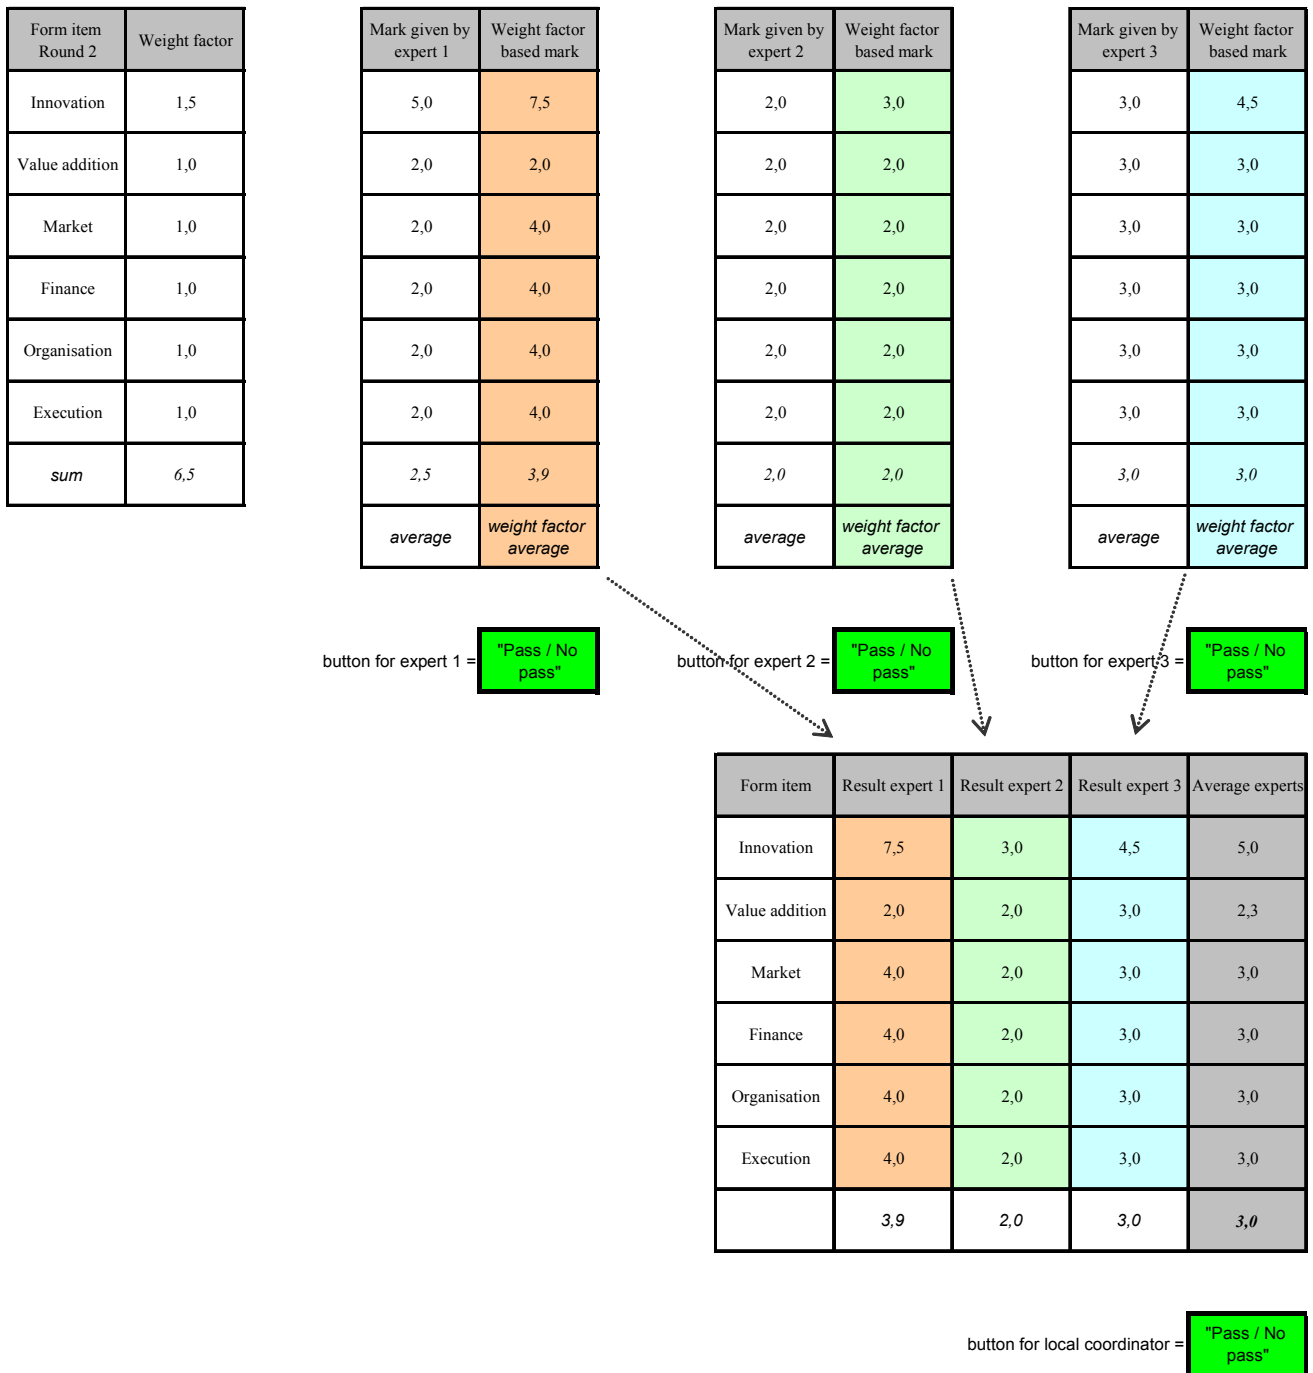 Form item
Round 2
Weight factor
Mark given by
expert 1
Weight factor
based mark
Mark given by
expert 2
Weight factor
based mark
Mark given by
expert 3
Weight factor
based mark
Innovation 1,5 5,0 7,5 2,0 3,0 3,0 4,5
Value addition 1,0 2,0 2,0 2,0 2,0 3,0 3,0
Market 1,0 2,0 4,0 2,0 2,0 3,0 3,0
Finance 1,0 2,0 4,0 2,0 2,0 3,0 3,0
Organisation 1,0 2,0 4,0 2,0 2,0 3,0 3,0
Execution 1,0 2,0 4,0 2,0 2,0 3,0 3,0
sum 6,5 2,5 3,9 2,0 2,0 3,0 3,0
average
weight factor
average
average
weight factor
average
average
weight factor
average
button for expert 1 =
"Pass / No
pass"
button for expert 2 =
"Pass / No
pass"
button for expert 3 =
"Pass / No
pass"
Form item Result expert 1 Result expert 2 Result expert 3 Average experts
Innovation 7,5 3,0 4,5 5,0
Value addition 2,0 2,0 3,0 2,3
Market 4,0 2,0 3,0 3,0
Finance 4,0 2,0 3,0 3,0
Organisation 4,0 2,0 3,0 3,0
Execution 4,0 2,0 3,0 3,0
3,9 2,0 3,0 3,0
button for local coordinator =
"Pass / No
pass"